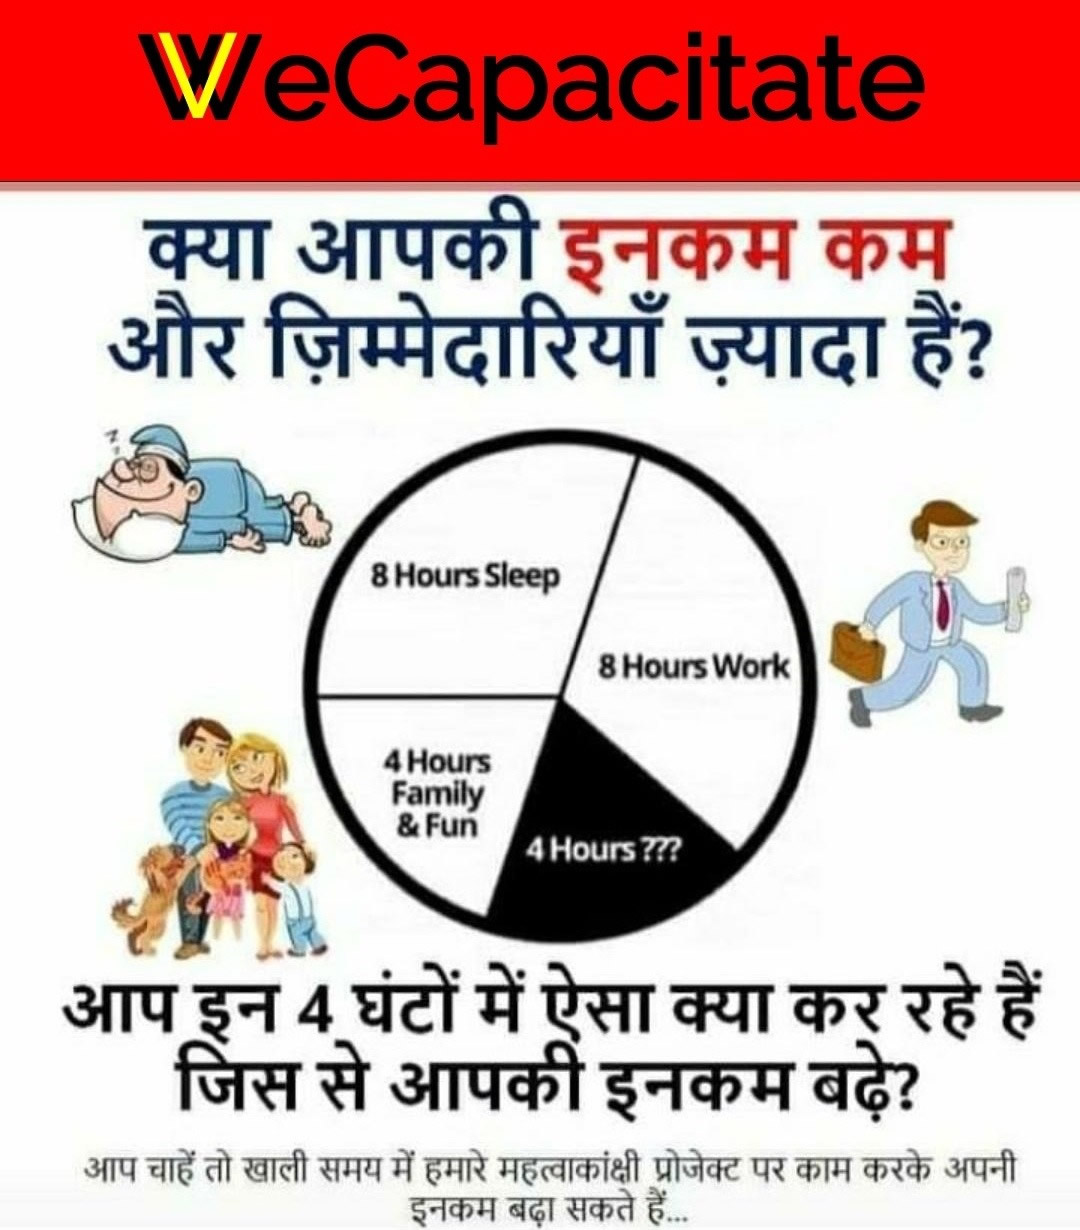 WeCapacitate
क्या आपकी इनकम कम
और ज़िम्मेदारियाँ ज़्यादा हैं?
8 Hours Sleep
8 Hours Work
4 Hours
Family
& Fun
4 Hours ???
आप इन 4 घंटों में ऐसा क्या कर रहे हैं
जिस से आपकी इनकम बढ़े?
आप चाहें तो खाली समय में हमारे महत्वाकांक्षी प्रोजेक्ट पर काम करके अपनी
इनकम बढ़ा सकते हैं...